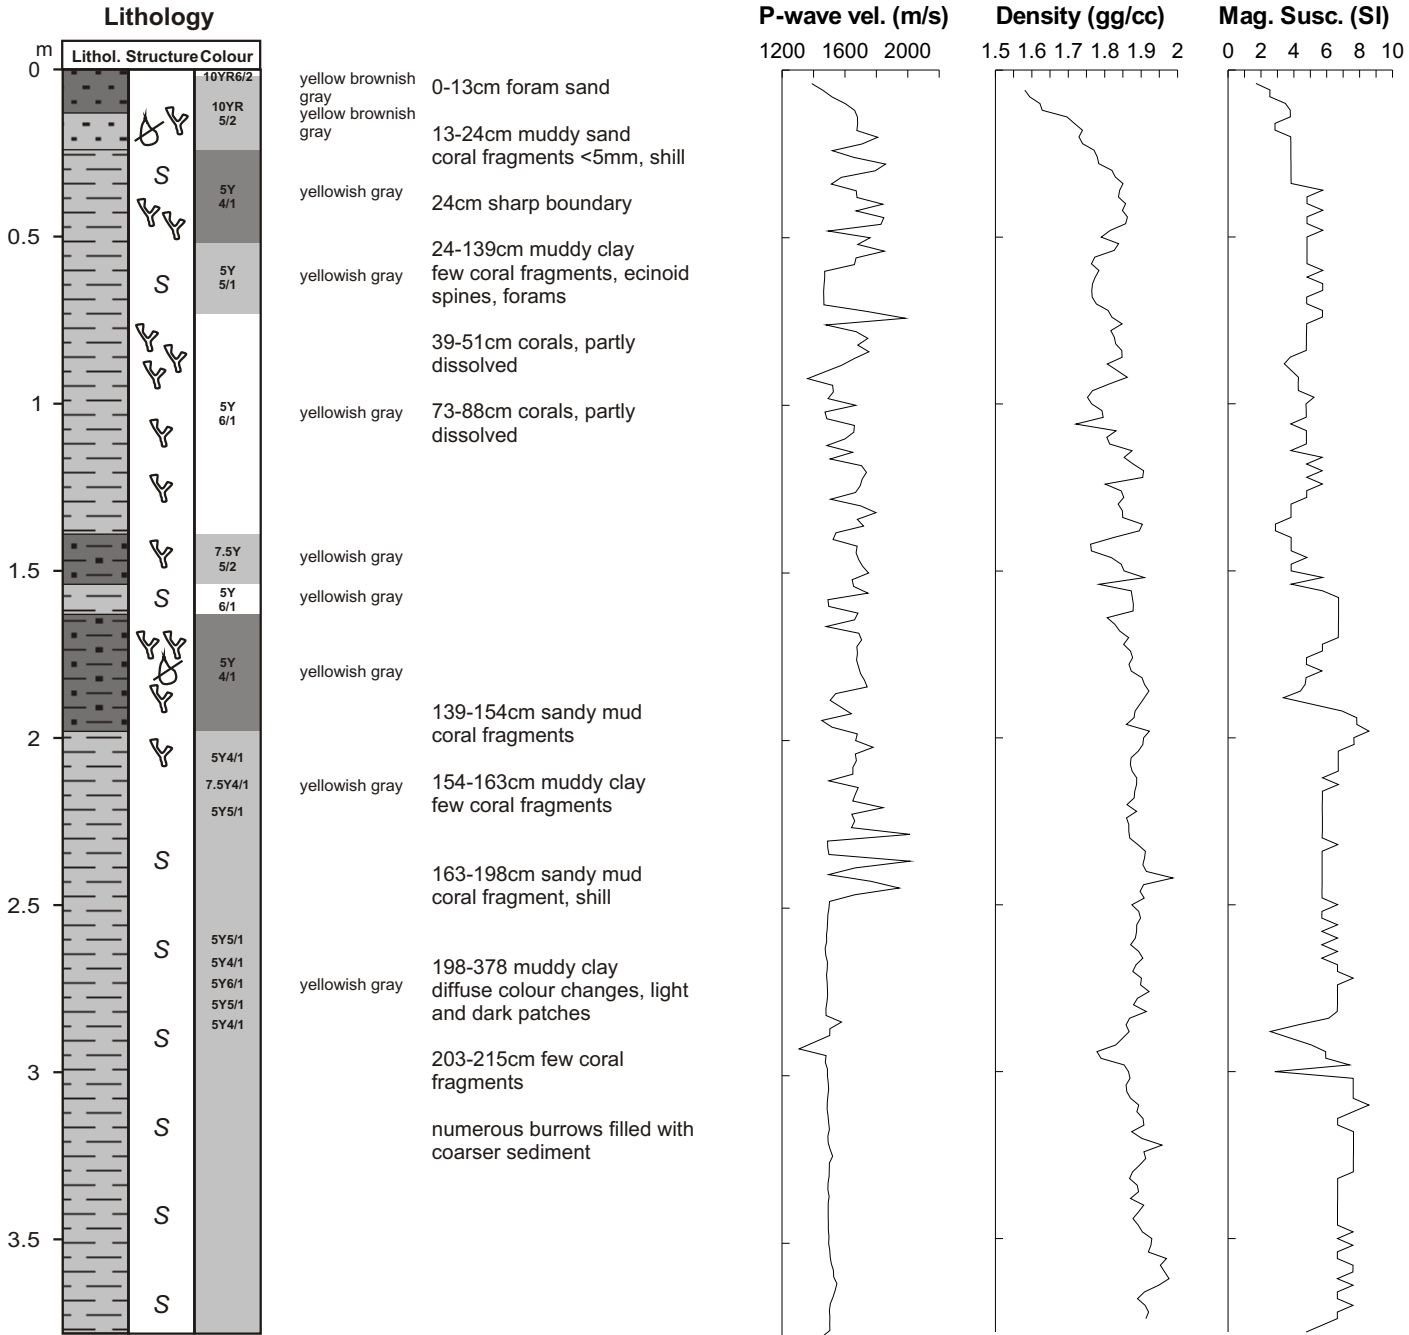 Lithology
P-wave vel. (m/s)
Density (gg/cc)
Mag. Susc. (SI)
m
Lithol. Structure Colour
1200 1600 2000
1.5 1.6 1.7 1.8 1.9 2
0 2 4 6 8 10
0
0.5
1
1.5
2
2.5
3
3.5
S
S
S
S
S
S
S
S
S
10YR6/2
10YR
5/2
5Y
4/1
5Y
5/1
5Y
6/1
7.5Y
5/2
5Y
6/1
5Y
4/1
5Y4/1
7.5Y4/1
5Y5/1
5Y5/1
5Y4/1
5Y6/1
5Y5/1
5Y4/1
yellow brownish
gray
yellow brownish
gray
yellowish gray
yellowish gray
yellowish gray
yellowish gray
yellowish gray
yellowish gray
yellowish gray
yellowish gray
0-13cm foram sand
13-24cm muddy sand
coral fragments <5mm, shill
24cm sharp boundary
24-139cm muddy clay
few coral fragments, ecinoid
spines, forams
39-51cm corals, partly
dissolved
73-88cm corals, partly
dissolved
139-154cm sandy mud
coral fragments
154-163cm muddy clay
few coral fragments
163-198cm sandy mud
coral fragment, shill
198-378 muddy clay
diffuse colour changes, light
and dark patches
203-215cm few coral
fragments
numerous burrows filled with
coarser sediment